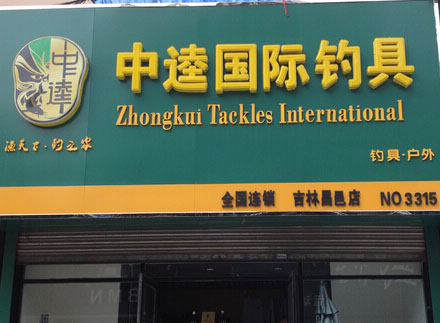 中逵
中逵国际钓具
Zhongkui Tackles International
渔天下·钓之家
钓具·户外
全国连锁 吉林昌邑店 NO3315